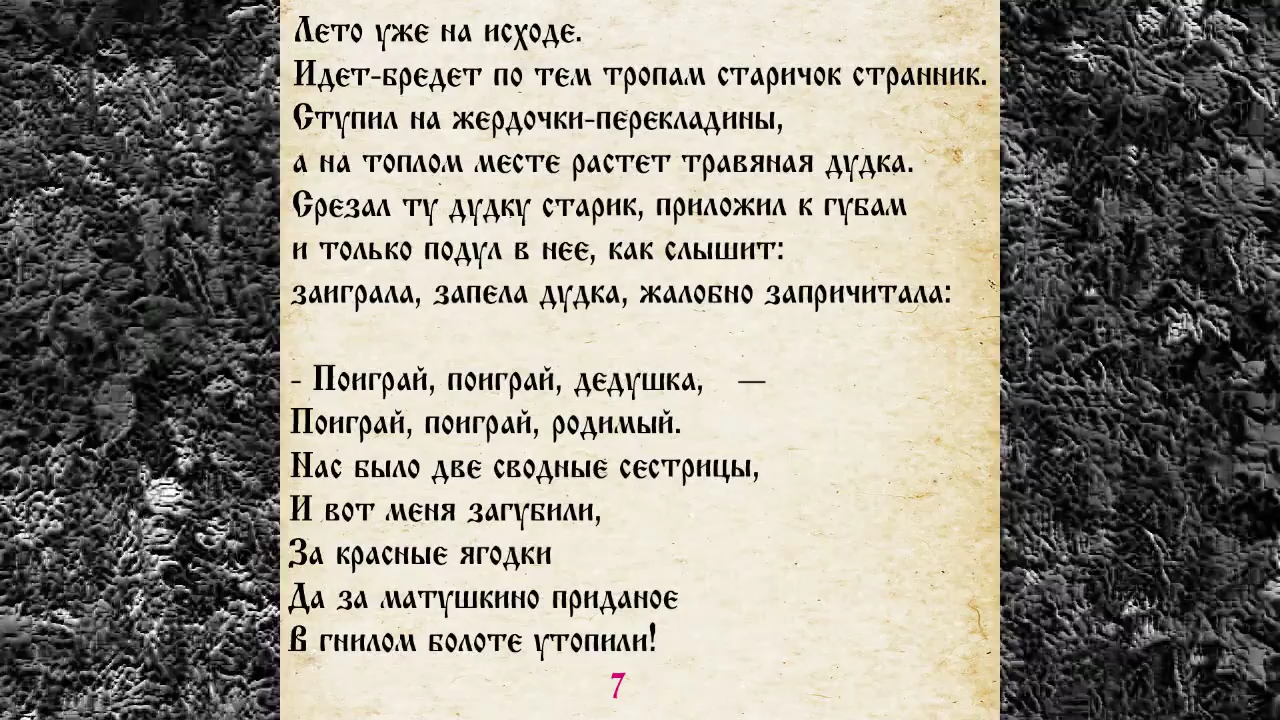 Лето уже на исходе.
Идет-бредет по тем тропам старичок странник.
Ступил на жердочки-перекладины,
а на топлом месте растет травяная дудка.
Срезал ту дудку старик, приложил к губам
и только подул в нее, как слышит:
заиграла, запела дудка, жалобно запричитала:
- Поиграй, поиграй, дедушка, —
Поиграй, поиграй, родимый.
Нас было две сводные сестрицы,
И вот меня загубили,
За красные ягодки
Да за матушкино приданое
В гнилом болоте утопили!
7